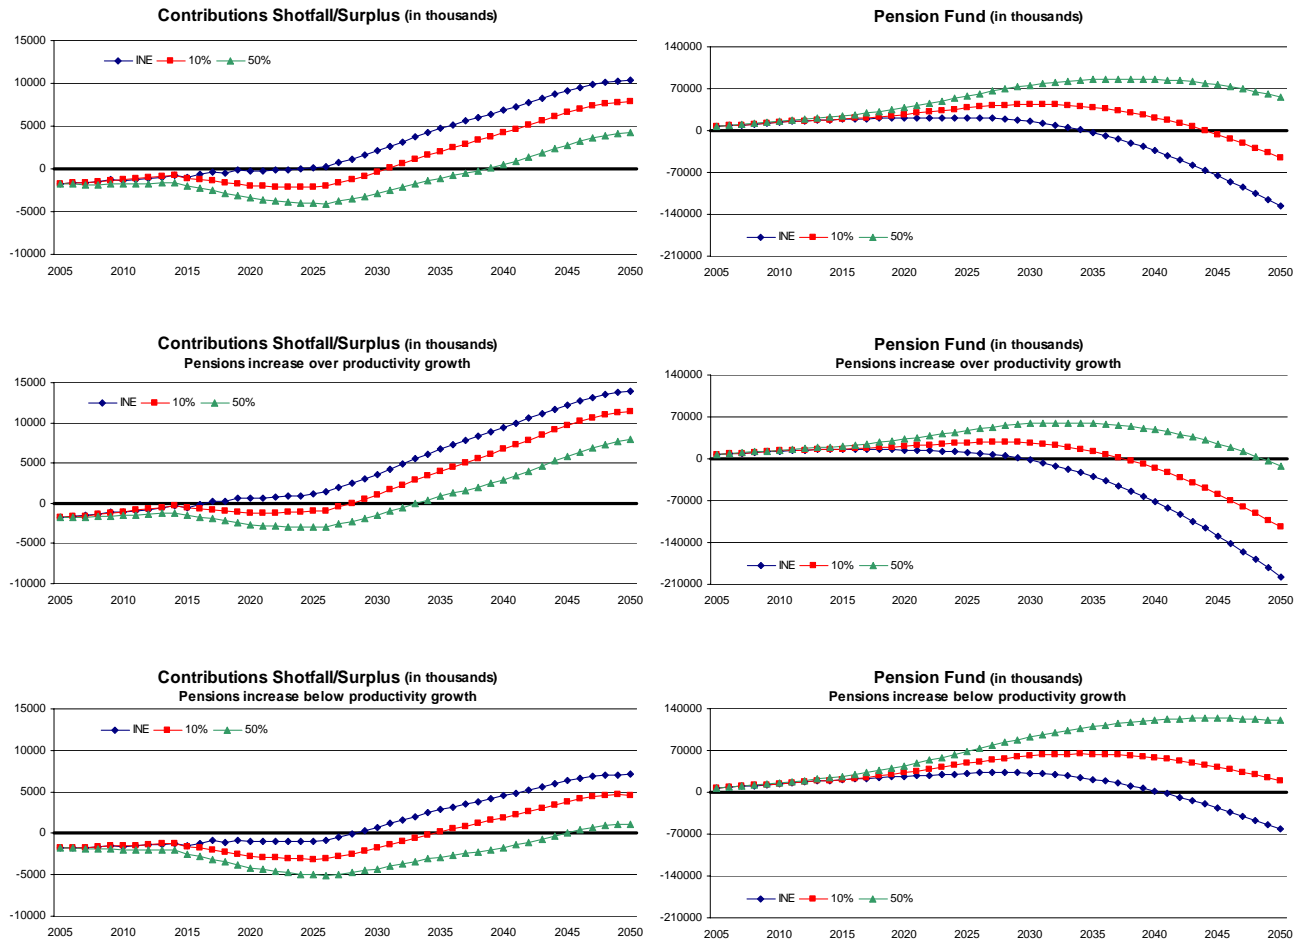 Contributions Shotfall/Surplus (in thousands)
15000
10000
5000
0
-5000
-10000
INE 10% 50%
2005 2010 2015 2020 2025 2030 2035 2040 2045 2050
Pension Fund (in thousands)
140000
70000
0
-70000
-140000
-210000
INE 10% 50%
2005 2010 2015 2020 2025 2030 2035 2040 2045 2050
Contributions Shotfall/Surplus (in thousands)
Pensions increase over productivity growth
15000
10000
5000
0
-5000
-10000
INE 10% 50%
2005 2010 2015 2020 2025 2030 2035 2040 2045 2050
Pension Fund (in thousands)
Pensions increase over productivity growth
140000
70000
0
-70000
-140000
-210000
INE 10% 50%
2005 2010 2015 2020 2025 2030 2035 2040 2045 2050
Contributions Shotfall/Surplus (in thousands)
Pensions increase below productivity growth
15000
10000
5000
0
-5000
-10000
INE 10% 50%
2005 2010 2015 2020 2025 2030 2035 2040 2045 2050
Pension Fund (in thousands)
Pensions increase below productivity growth
140000
70000
0
-70000
-140000
-210000
INE 10% 50%
2005 2010 2015 2020 2025 2030 2035 2040 2045 2050